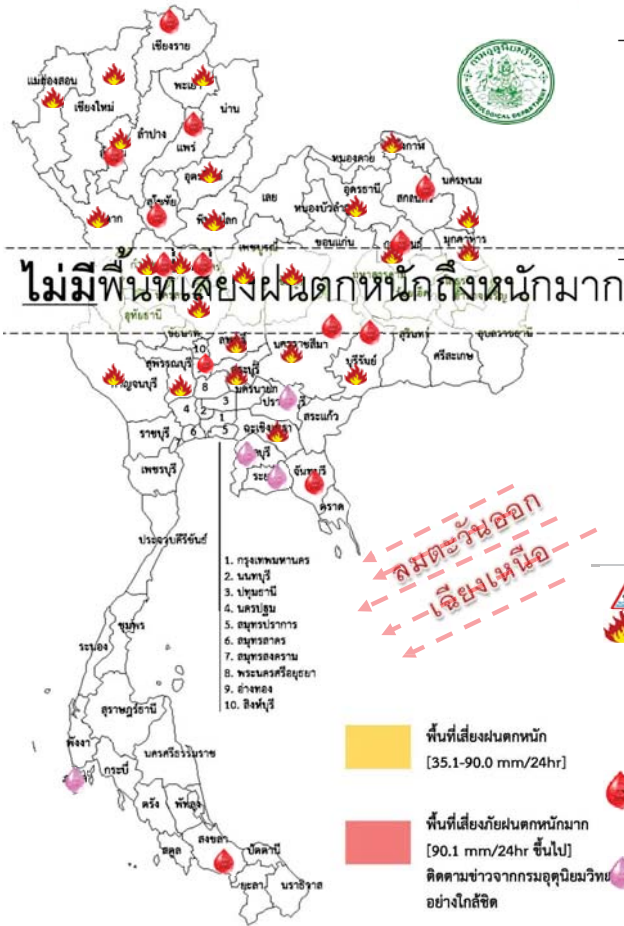 เชียงราย
แม่ฮ่องสอน
พะเยา
เชียงใหม่
น่าน
ลำปาง
แพร่
หนองคาย
นครพนม
อุดรธานี
สกลนคร
เลย
หนองบัวลำภู
สุโขทัย
ขอนแก่น
มุกดาหาร
เพชรบูรณ์
ไม่มีพื้นที่เสี่ยงฝนตกหนักถึงหนักมาก
อุทัยธานี
ชัยนาท
สุรินทร์
อุบลราชธานี
ลพบุรี
นครราชสีมา
บุรีรัมย์
ศรีสะเกษ
10
สุพรรณบุรี
กาญจนบุรี
8
นครนายก
3
4
2
1
สระแก้ว
ราชบุรี
6
5
ฉะเชิงเทรา
เพชรบุรี
จันทบุรี
ตราด
ประจวบคีรีขันธ์
ลมตะวันออก
เฉียงเหนือ
1. กรุงเทพมหานคร
2. นนทบุรี
3. ปทุมธานี
4. นครปฐม
5. สมุทรปราการ
6. สมุทรสาคร
7. สมุทรสงคราม
8. พระนครศรีอยุธยา
9. อ่างทอง
10. สิงห์บุรี
ชุมพร
ระนอง
สุราษฎร์ธานี
พังงา
นครศรีธรรมราช
กระบี่
ตรัง
พัทลุง
สงขลา
สตูล
ปัตตานี
ยะลา
นราธิวาส
พื้นที่เสี่ยงฝนตกหนัก
[35.1-90.0 mm/24hr]
พื้นที่เสี่ยงภัยฝนตกหนักมาก
[90.1 mm/24hr ขึ้นไป]
ติดตามข่าวจากกรมอุตุนิยมวิทย
อย่างใกล้ชิด